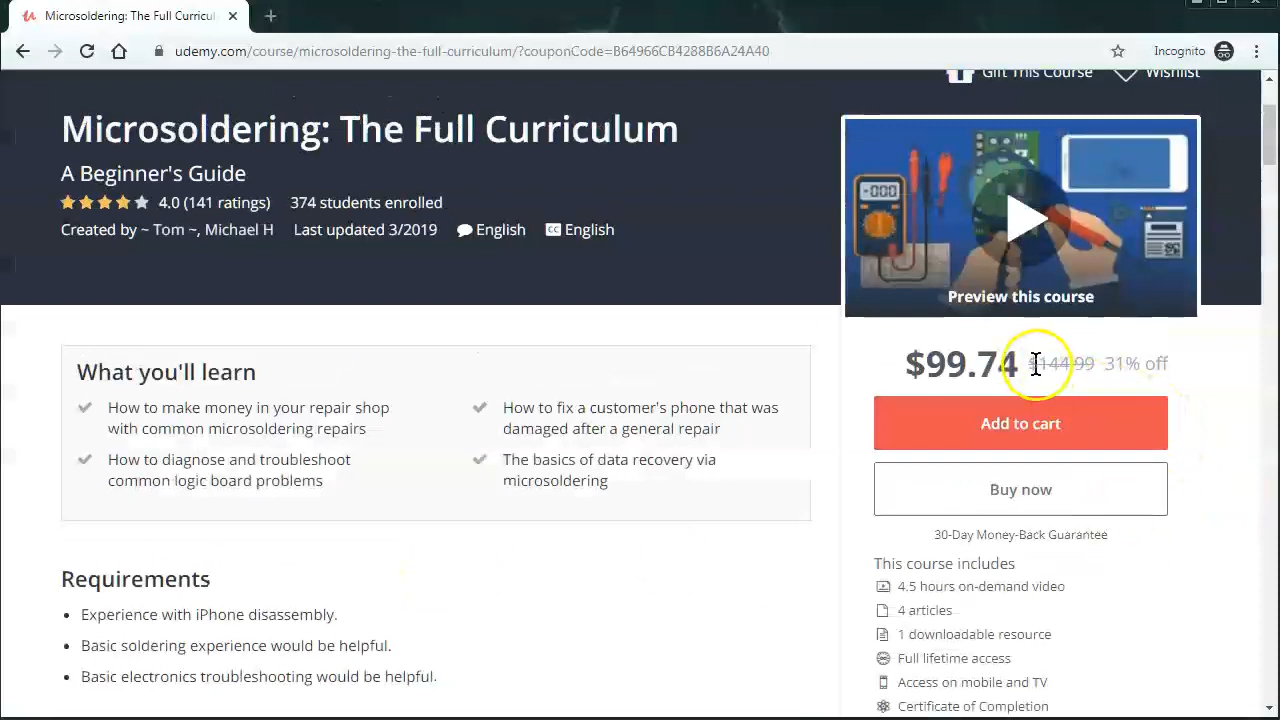 Microsoldering: The Full Curricul
udemy.com/course/microsoldering-the-full-curriculum/?couponCode=B64966CB4288B6A24A40
Incognito
Gift This Course
Wishlist
Microsoldering: The Full Curriculum
A Beginner's Guide
4.0 (141 ratings) 374 students enrolled
Created by ~ Tom ~, Michael H Last updated 3/2019 English English
-000
Preview this course
$99.74 $144.99 31% off
Add to cart
Buy now
30-Day Money-Back Guarantee
This course includes
4.5 hours on-demand video
4 articles
1 downloadable resource
Full lifetime access
Access on mobile and TV
Certificate of Completion
What you'll learn
How to make money in your repair shop
with common microsoldering repairs
How to diagnose and troubleshoot
common logic board problems
How to fix a customer's phone that was
damaged after a general repair
The basics of data recovery via
microsoldering
Requirements
• Experience with iPhone disassembly.
• Basic soldering experience would be helpful.
• Basic electronics troubleshooting would be helpful.